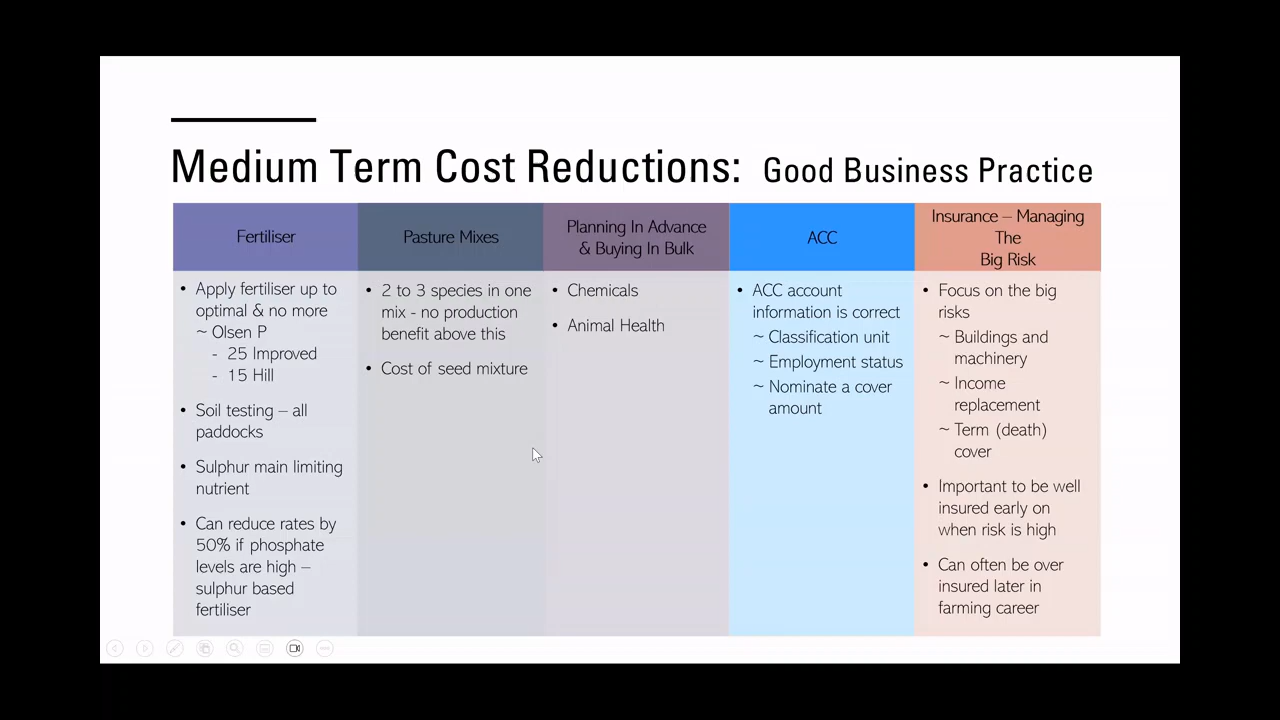 Medium Term Cost Reductions: Good Business Practice
Fertiliser
• Apply fertiliser up to
optimal & no more
~ Olsen P
- 25 Improved
- 15 Hill
• Soil testing – all
paddocks
• Sulphur main limiting
nutrient
• Can reduce rates by
50% if phosphate
levels are high –
sulphur based
fertiliser
Pasture Mixes
• 2 to 3 species in one
mix - no production
benefit above this
• Cost of seed mixture
Planning In Advance
& Buying In Bulk
• Chemicals
• Animal Health
ACC
• ACC account
information is correct
~ Classification unit
~ Employment status
~ Nominate a cover
amount
Insurance – Managing
The
Big Risk
• Focus on the big
risks
~ Buildings and
machinery
~ Income
replacement
~ Term (death)
cover
• Important to be well
insured early on
when risk is high
• Can often be over
insured later in
farming career